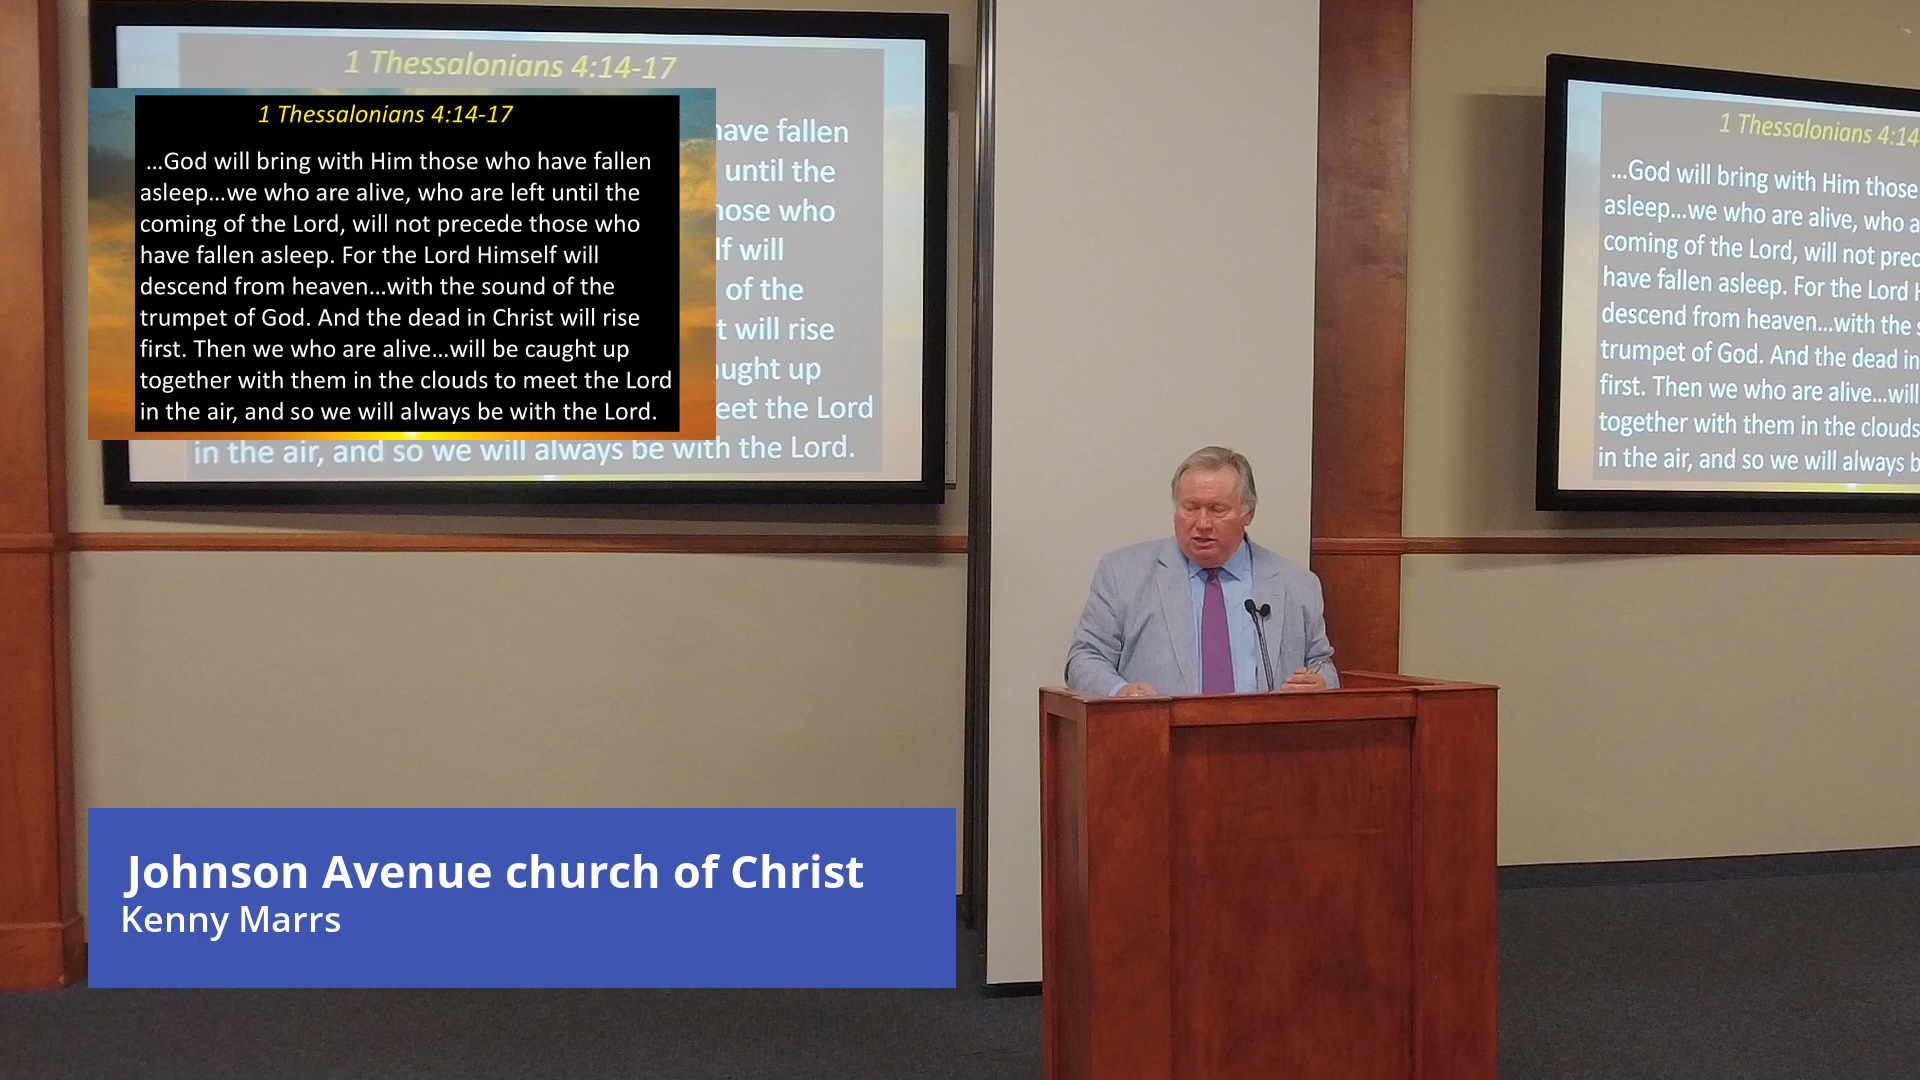 1 Thessalonians 4:14-17
have fallen
until the
those who
will
of the
will rise
caught up
meet the Lord
in the air, and so we will always be with the Lord.
1 Thessalonians 4:14-17
...God will bring with Him those who have fallen
asleep...we who are alive, who are left until the
coming of the Lord, will not precede those who
have fallen asleep. For the Lord Himself will
descend from heaven...with the sound of the
trumpet of God. And the dead in Christ will rise
first. Then we who are alive...will be caught up
together with them in the clouds to meet the Lord
in the air, and so we will always be with the Lord.
1 Thessalonians 4:14
...God will bring with Him those
asleep...we who are alive, who a
coming of the Lord, will not prec
have fallen asleep. For the Lord H
descend from heaven...with the s
trumpet of God. And the dead in
first. Then we who are alive...will
together with them in the clouds
in the air, and so we will always b
Johnson Avenue church of Christ
Kenny Marrs